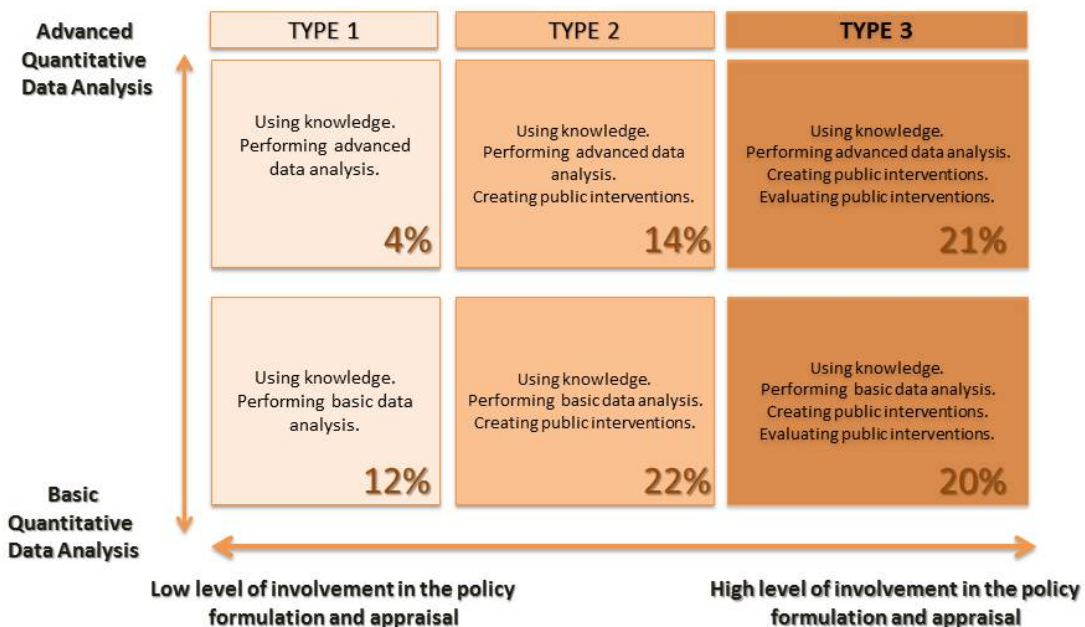 Advanced
Quantitative
Data Analysis
TYPE 1
TYPE 2
TYPE 3
Using knowledge.
Performing advanced
data analysis.
4%
Using knowledge.
Performing advanced data
analysis.
Creating public interventions.
14%
Using knowledge.
Performing advanced data analysis.
Creating public interventions.
Evaluating public interventions.
21%
Using knowledge.
Performing basic data
analysis.
12%
Using knowledge.
Performing basic data analysis.
Creating public interventions.
22%
Using knowledge.
Performing basic data analysis.
Creating public interventions.
Evaluating public interventions.
20%
Basic
Quantitative
Data Analysis
Low level of involvement in the policy
formulation and appraisal
High level of involvement in the policy
formulation and appraisal